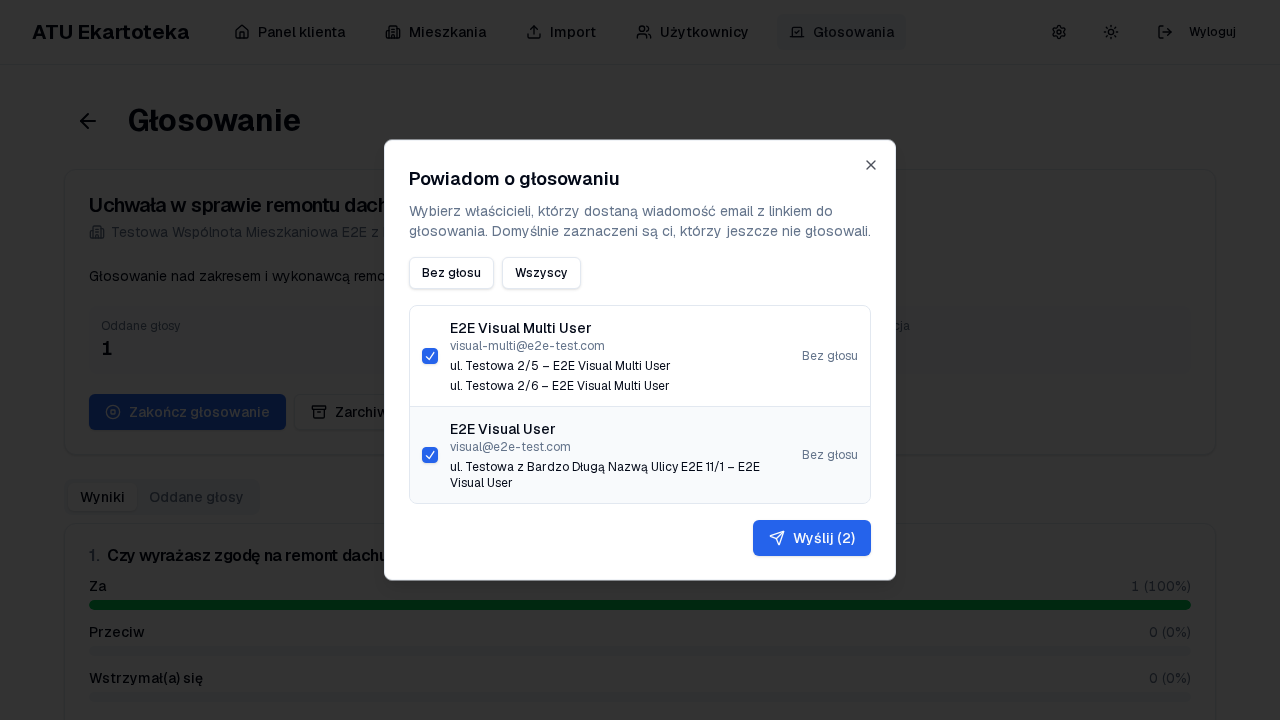 ATU Ekartoteka
Panel klienta
Mieszkania
Import
Użytkownicy
Głosowania
Wyloguj
Głosowanie
Uchwała w sprawie remontu dach
Testowa Wspólnota Mieszkaniowa E2E z
Głosowanie nad zakresem i wykonawcą remo
Oddane głosy
cja
1
Zakończ głosowanie
Zarchiw
Wyniki
Oddane głosy
1. Czy wyrażasz zgodę na remont dachu
Za
1 (100%)
Przeciw
0 (0%)
Wstrzymał(a) się
0 (0%)
Powiadom o głosowaniu
Wybierz właścicieli, którzy dostaną wiadomość email z linkiem do
głosowania. Domyślnie zaznaczeni są ci, którzy jeszcze nie głosowali.
Bez głosu
Wszyscy
E2E Visual Multi User
visual-multi@e2e-test.com
ul. Testowa 2/5 – E2E Visual Multi User
ul. Testowa 2/6 – E2E Visual Multi User
Bez głosu
E2E Visual User
visual@e2e-test.com
ul. Testowa z Bardzo Długą Nazwą Ulicy E2E 11/1 – E2E
Visual User
Bez głosu
Wyślij (2)